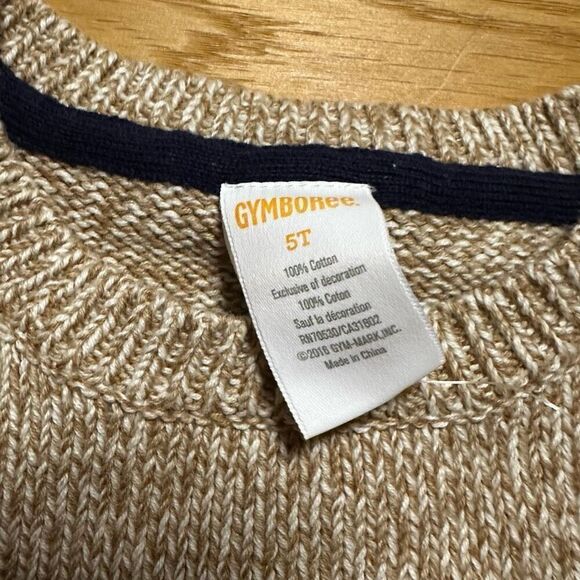 GYMBOREE
5T
100% Cotton
Exclusive of decoration
100% Coton
Sauf la décoration
RN70530/CA31802
©2018 GYM-MARK,INC.
Made in China